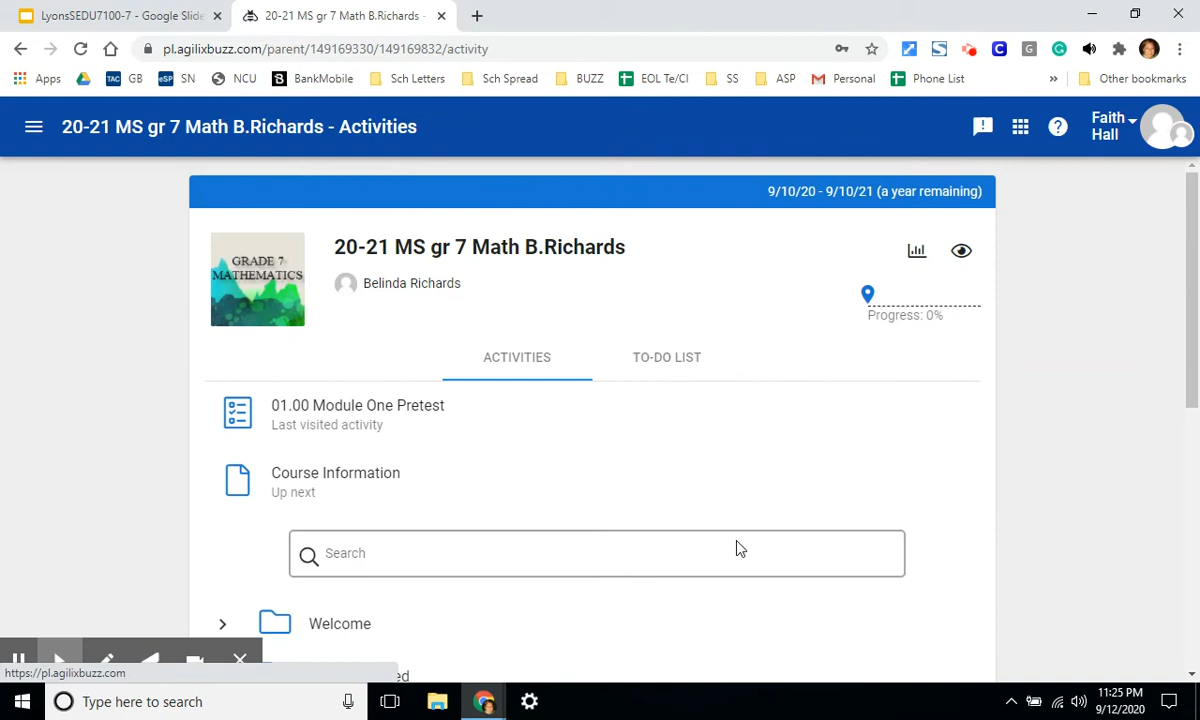 LyonsSEDU7100-7 - Google Slide
20-21 MS gr 7 Math B.Richards -
pl.agilixbuzz.com/parent/149169330/149169832/activity
Apps TAC GB eSP SN NCU B BankMobile Sch Letters Sch Spread BUZZ EOL Te/CI SS ASP Personal Phone List » Other bookmarks
20-21 MS gr 7 Math B.Richards - Activities
Faith
Hall
9/10/20 - 9/10/21 (a year remaining)
GRADE 7
MATHEMATICS
20-21 MS gr 7 Math B.Richards
Belinda Richards
Progress: 0%
ACTIVITIES TO-DO LIST
01.00 Module One Pretest
Last visited activity
Course Information
Up next
Search
Welcome
https://pl.agilixbuzz.com
ed
Type here to search
11:25 PM
9/12/2020